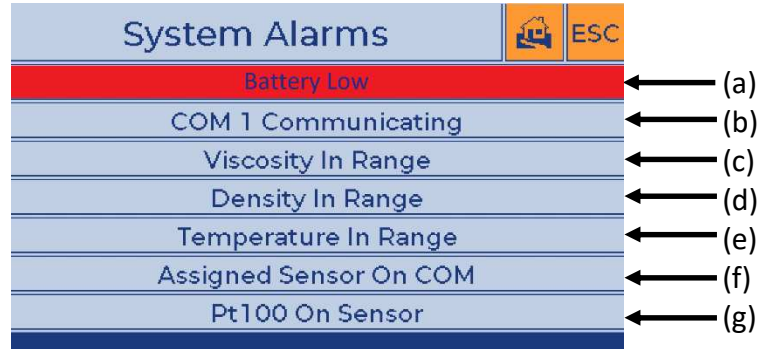 System Alarms ESC
Battery Low (a)
COM 1 Communicating (b)
Viscosity In Range (c)
Density In Range (d)
Temperature In Range (e)
Assigned Sensor On COM (f)
Pt100 On Sensor (g)